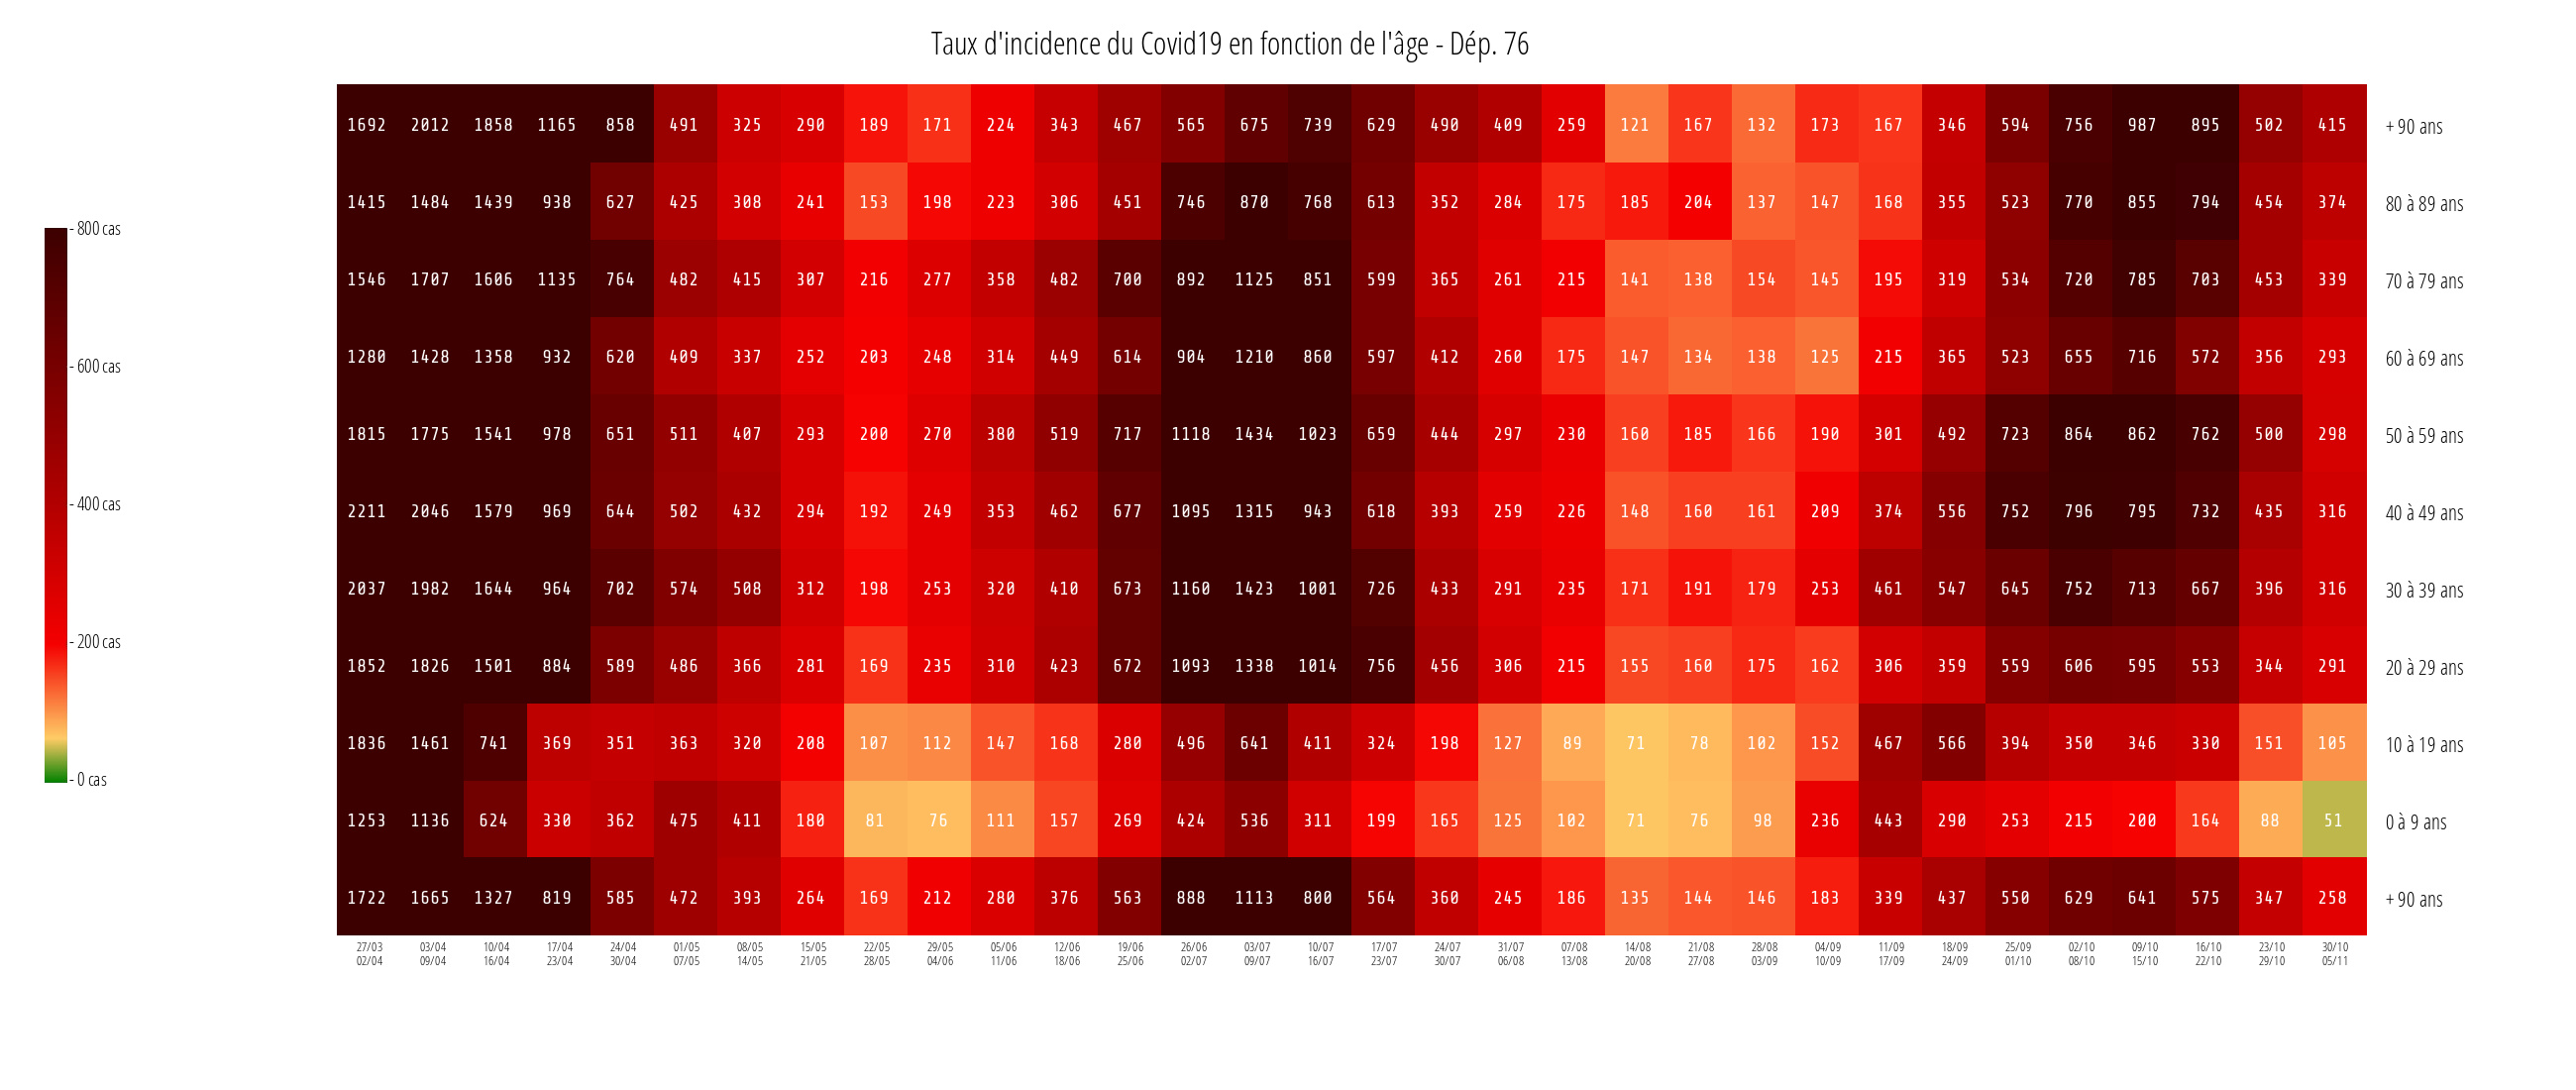 Taux d'incidence du Covid19 en fonction de l'âge - Dép. 76
- 800 cas
- 600 cas
- 400 cas
- 200 cas
- 0 cas
1692 2012 1858 1165 858 491 325 290 189 171 224 343 467 565 675 739 629 490 409 259 121 167 132 173 167 346 594 756 987 895 502 415 + 90 ans
1415 1484 1439 938 627 425 308 241 153 198 223 306 451 746 870 768 613 352 284 175 185 204 137 147 168 355 523 770 855 794 454 374 80 à 89 ans
1546 1707 1606 1135 764 482 415 307 216 277 358 482 700 892 1125 851 599 365 261 215 141 138 154 145 195 319 534 720 785 703 453 339 70 à 79 ans
1280 1428 1358 932 620 409 337 252 203 248 314 449 614 904 1210 860 597 412 260 175 147 134 138 125 215 365 523 655 716 572 356 293 60 à 69 ans
1815 1775 1541 978 651 511 407 293 200 270 380 519 717 1118 1434 1023 659 444 297 230 160 185 166 190 301 492 723 864 862 762 500 298 50 à 59 ans
2211 2046 1579 969 644 502 432 294 192 249 353 462 677 1095 1315 943 618 393 259 226 148 160 161 209 374 556 752 796 795 732 435 316 40 à 49 ans
2037 1982 1644 964 702 574 508 312 198 253 320 410 673 1160 1423 1001 726 433 291 235 171 191 179 253 461 547 645 752 713 667 396 316 30 à 39 ans
1852 1826 1501 884 589 486 366 281 169 235 310 423 672 1093 1338 1014 756 456 306 215 155 160 175 162 306 359 559 606 595 553 344 291 20 à 29 ans
1836 1461 741 369 351 363 320 208 107 112 147 168 280 496 641 411 324 198 127 89 71 78 102 152 467 566 394 350 346 330 151 105 10 à 19 ans
1253 1136 624 330 362 475 411 180 81 76 111 157 269 424 536 311 199 165 125 102 71 76 98 236 443 290 253 215 200 164 88 51 0 à 9 ans
1722 1665 1327 819 585 472 393 264 169 212 280 376 563 888 1113 800 564 360 245 186 135 144 146 183 339 437 550 629 641 575 347 258 + 90 ans
27/03 03/04 10/04 17/04 24/04 01/05 08/05 15/05 22/05 29/05 05/06 12/06 19/06 26/06 03/07 10/07 17/07 24/07 31/07 07/08 14/08 21/08 28/08 04/09 11/09 18/09 25/09 02/10 09/10 16/10 23/10 30/10
02/04 09/04 16/04 23/04 30/04 07/05 14/05 21/05 28/05 04/06 11/06 18/06 25/06 02/07 09/07 16/07 23/07 30/07 06/08 13/08 20/08 27/08 03/09 10/09 17/09 24/09 01/10 08/10 15/10 22/10 29/10 05/11